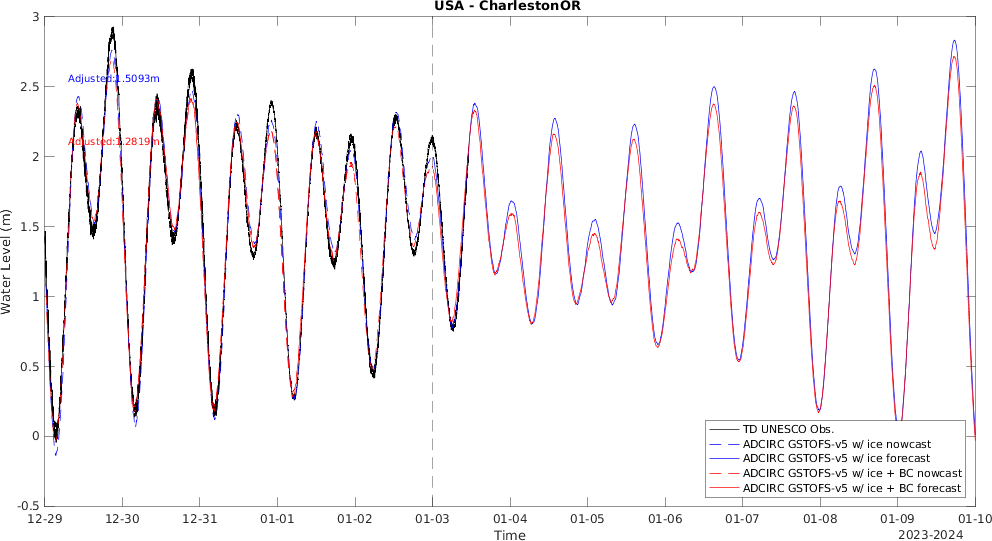 USA - CharlestonOR
3
2.5
2
1.5
1
0.5
0
-0.5
Water Level (m)
Adjusted:1.5093m
Adjusted:1.2819m
TD UNESCO Obs.
ADCIRC GSTOFS-v5 w/ ice nowcast
ADCIRC GSTOFS-v5 w/ ice forecast
ADCIRC GSTOFS-v5 w/ ice + BC nowcast
ADCIRC GSTOFS-v5 w/ ice + BC forecast
12-29 12-30 12-31 01-01 01-02 01-03 01-04 01-05 01-06 01-07 01-08 01-09 01-10
Time
2023-2024